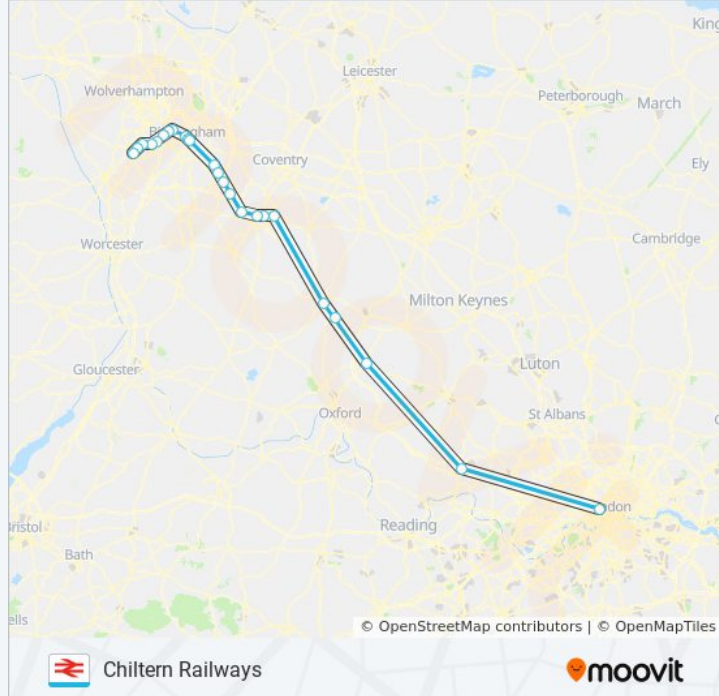 King
Leicester
Wolverhampton
Peterborough
March
Birmingham
Coventry
Ely
Worcester
Cambridge
Milton Keynes
Gloucester
Luton
Oxford
St Albans
Reading
Bristol
Bath
© OpenStreetMap contributors | © OpenMapTiles
Chiltern Railways
moovit